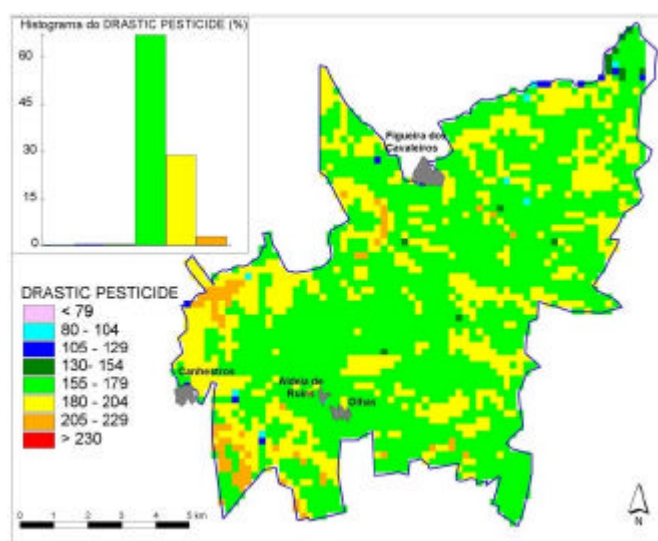 Histograma do DRASTIC PESTICIDE (%)
60
45
30
15
0
Figueira dos
Cavaleiros
DRASTIC PESTICIDE
< 79
80 - 104
105 - 129
130- 154
155 - 179
180 - 204
205 - 229
> 230
Canhestros
Aldeia de
Ruins
Olhas
0 1 2 3 4 5 km
N